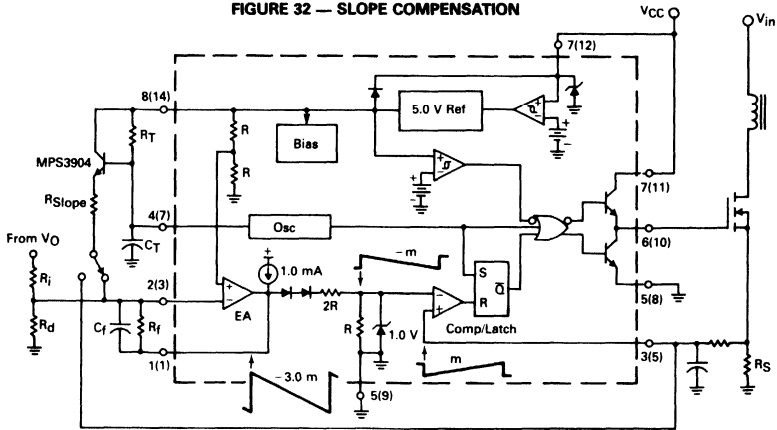 FIGURE 32 — SLOPE COMPENSATION
VCC
Vin
7(12)
8(14)
RT
R
5.0 V Ref
Bias
R
MPS3904
RSlope
7(11)
4(7)
Osc
6(10)
CT
From VO
– m
1.0 mA
Ri
2(3)
S
Q
R
5(8)
EA
2R
Rd
Cf
Rf
R
1.0 V
Comp/Latch
m
3(5)
1(1)
– 3.0 m
5(9)
RS